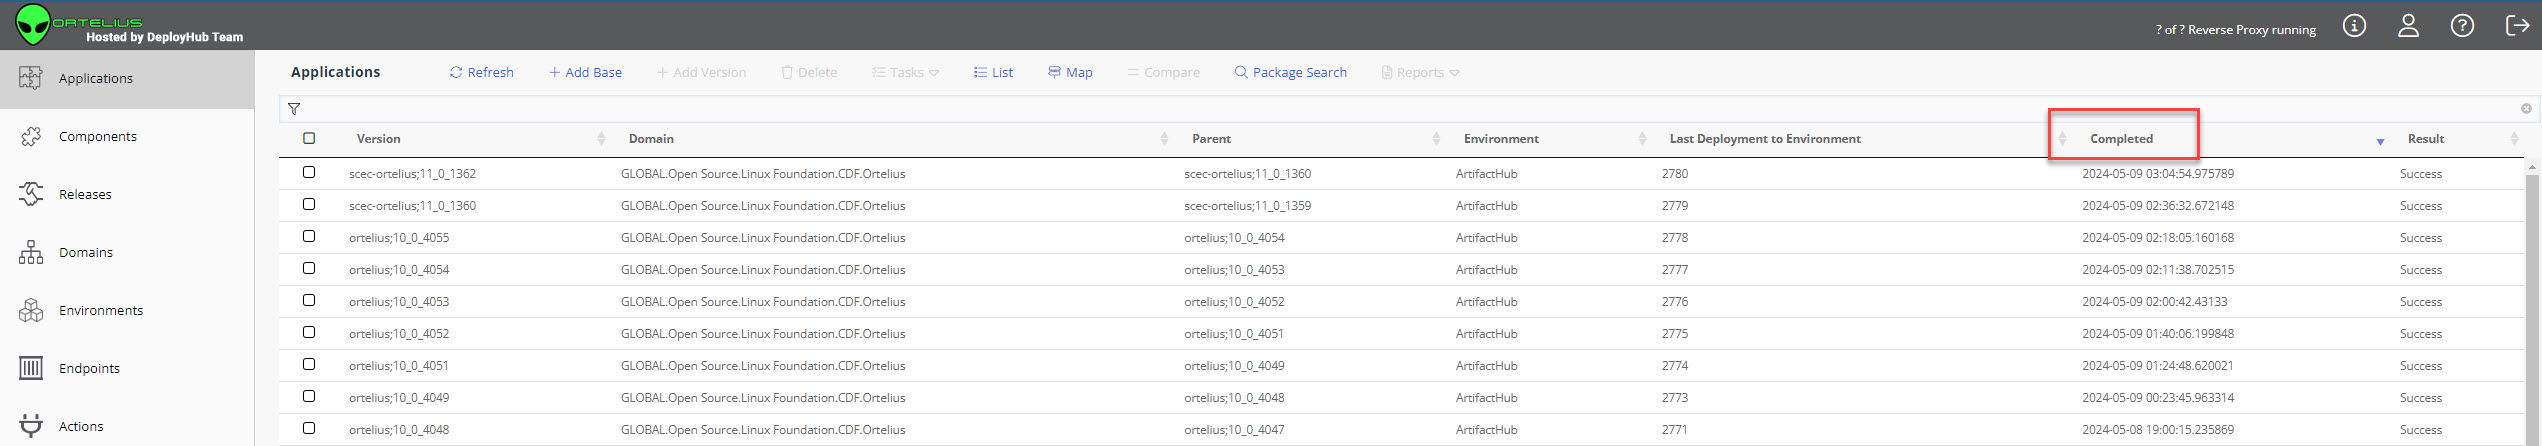 ORTELIUS
Hosted by DeployHub Team
? of ? Reverse Proxy running
Applications
Components
Releases
Domains
Environments
Endpoints
Actions
Applications Refresh Add Base Add Version Delete Tasks List Map Compare Package Search Reports
Version Domain Parent Environment Last Deployment to Environment Completed Result
scec-ortelius;11_0_1362 GLOBAL.Open Source.Linux Foundation.CDF.Ortelius scec-ortelius;11_0_1360 ArtifactHub 2780 2024-05-09 03:04:54.975789 Success
scec-ortelius;11_0_1360 GLOBAL.Open Source.Linux Foundation.CDF.Ortelius scec-ortelius;11_0_1359 ArtifactHub 2779 2024-05-09 02:36:32.672148 Success
ortelius;10_0_4055 GLOBAL.Open Source.Linux Foundation.CDF.Ortelius ortelius;10_0_4054 ArtifactHub 2778 2024-05-09 02:18:05.160168 Success
ortelius;10_0_4054 GLOBAL.Open Source.Linux Foundation.CDF.Ortelius ortelius;10_0_4053 ArtifactHub 2777 2024-05-09 02:11:38.702515 Success
ortelius;10_0_4053 GLOBAL.Open Source.Linux Foundation.CDF.Ortelius ortelius;10_0_4052 ArtifactHub 2776 2024-05-09 02:00:42.43133 Success
ortelius;10_0_4052 GLOBAL.Open Source.Linux Foundation.CDF.Ortelius ortelius;10_0_4051 ArtifactHub 2775 2024-05-09 01:40:06.199848 Success
ortelius;10_0_4051 GLOBAL.Open Source.Linux Foundation.CDF.Ortelius ortelius;10_0_4049 ArtifactHub 2774 2024-05-09 01:24:48.620021 Success
ortelius;10_0_4049 GLOBAL.Open Source.Linux Foundation.CDF.Ortelius ortelius;10_0_4048 ArtifactHub 2773 2024-05-09 00:23:45.963314 Success
ortelius;10_0_4048 GLOBAL.Open Source.Linux Foundation.CDF.Ortelius ortelius;10_0_4047 ArtifactHub 2771 2024-05-08 19:00:15.235869 Success